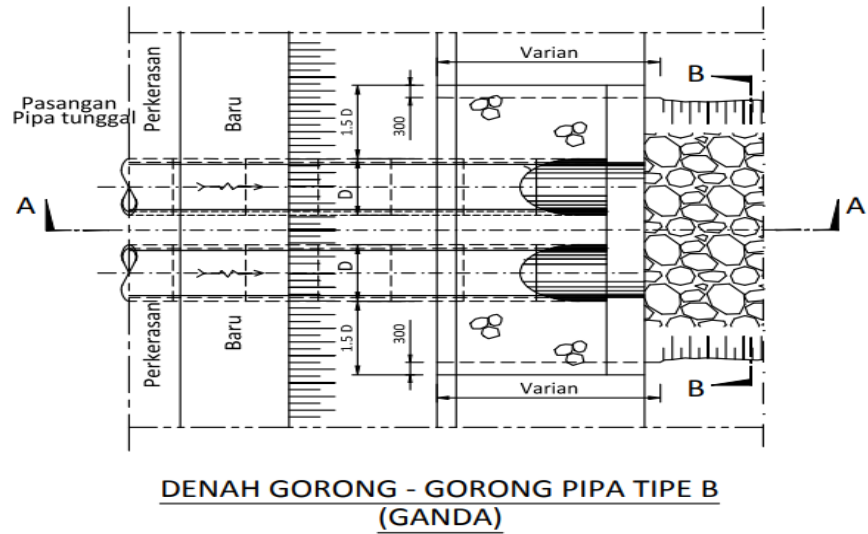 Varian
B
Pasangan
Pipa tunggal
Perkerasan
Baru
1.5 D
300
A
D
A
D
Perkerasan
Baru
1.5 D
300
Varian
B
DENAH GORONG - GORONG PIPA TIPE B
(GANDA)